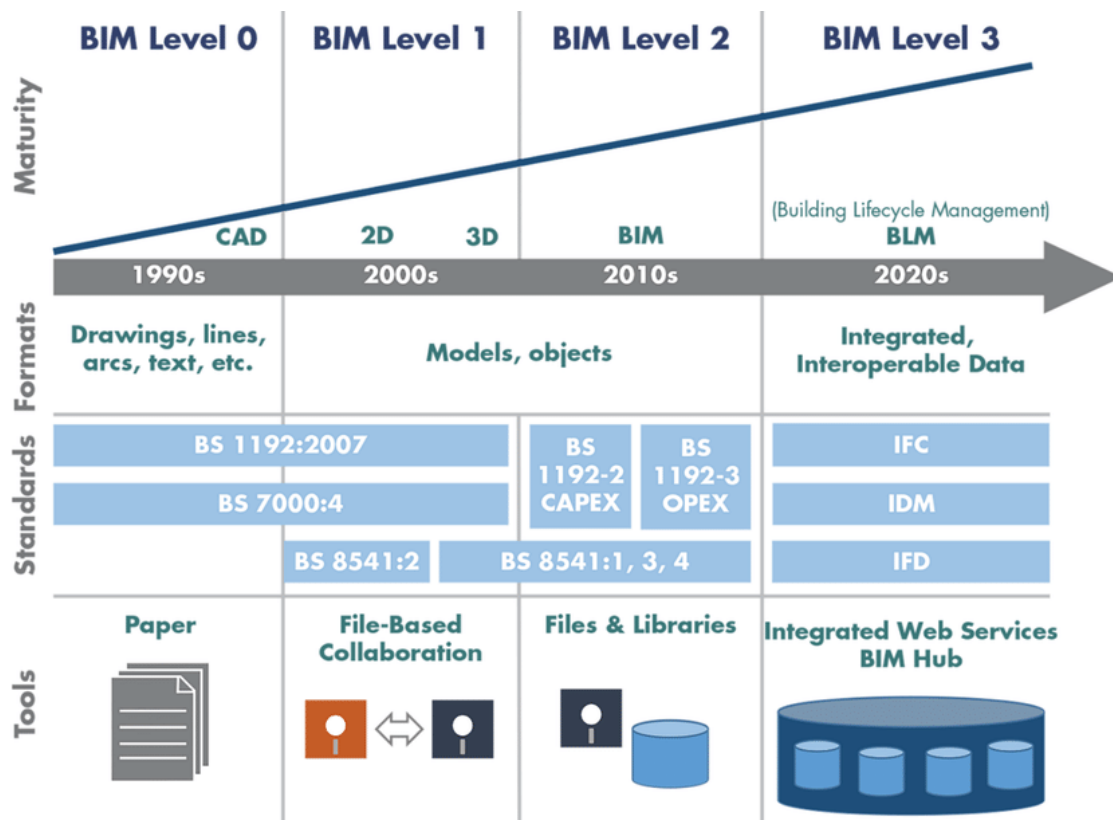 BIM Level 0
BIM Level 1
BIM Level 2
BIM Level 3
Maturity
(Building Lifecycle Management)
CAD
2D
3D
BIM
BLM
1990s
2000s
2010s
2020s
Formats
Drawings, lines,
arcs, text, etc.
Models, objects
Integrated,
Interoperable Data
Standards
BS 1192:2007
BS 7000:4
BS 8541:2
BS 8541:1, 3, 4
BS
1192-2
CAPEX
BS
1192-3
OPEX
IFC
IDM
IFD
Tools
Paper
File-Based
Collaboration
Files & Libraries
Integrated Web Services
BIM Hub